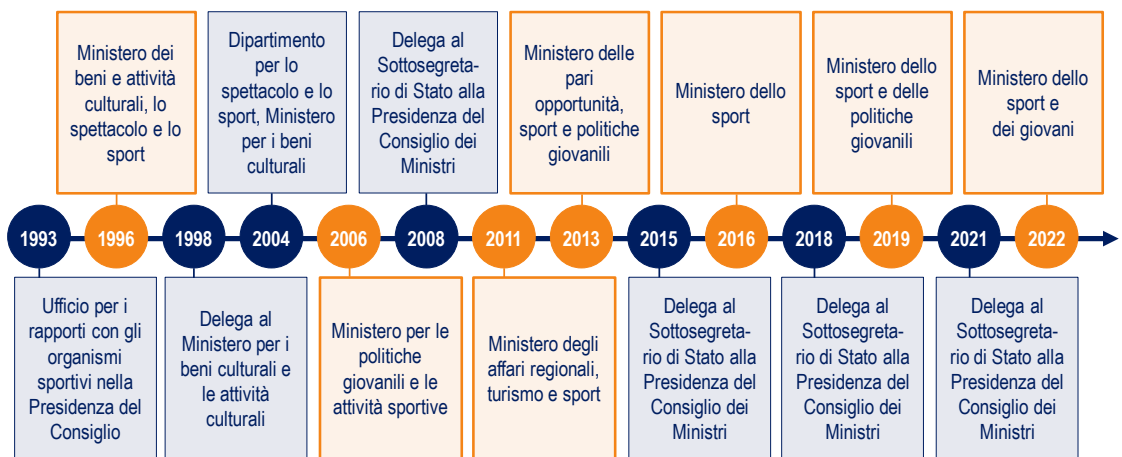 Ministero dei
beni e attività
culturali, lo
spettacolo e lo
sport
Dipartimento
per lo
spettacolo e lo
sport, Ministero
per i beni
culturali
Delega al
Sottosegreta-
rio di Stato alla
Presidenza del
Consiglio dei
Ministri
Ministero delle
pari
opportunità,
sport e politiche
giovanili
Ministero dello
sport
Ministero dello
sport e delle
politiche
giovanili
Ministero dello
sport e
dei giovani
1993
1996
1998
2004
2006
2008
2011
2013
2015
2016
2018
2019
2021
2022
Ufficio per i
rapporti con gli
organismi
sportivi nella
Presidenza del
Consiglio
Delega al
Ministero per i
beni culturali e
le attività
culturali
Ministero per le
politiche
giovanili e le
attività sportive
Ministero degli
affari regionali,
turismo e sport
Delega al
Sottosegreta-
rio di Stato alla
Presidenza del
Consiglio dei
Ministri
Delega al
Sottosegreta-
rio di Stato alla
Presidenza del
Consiglio dei
Ministri
Delega al
Sottosegreta-
rio di Stato alla
Presidenza del
Consiglio dei
Ministri